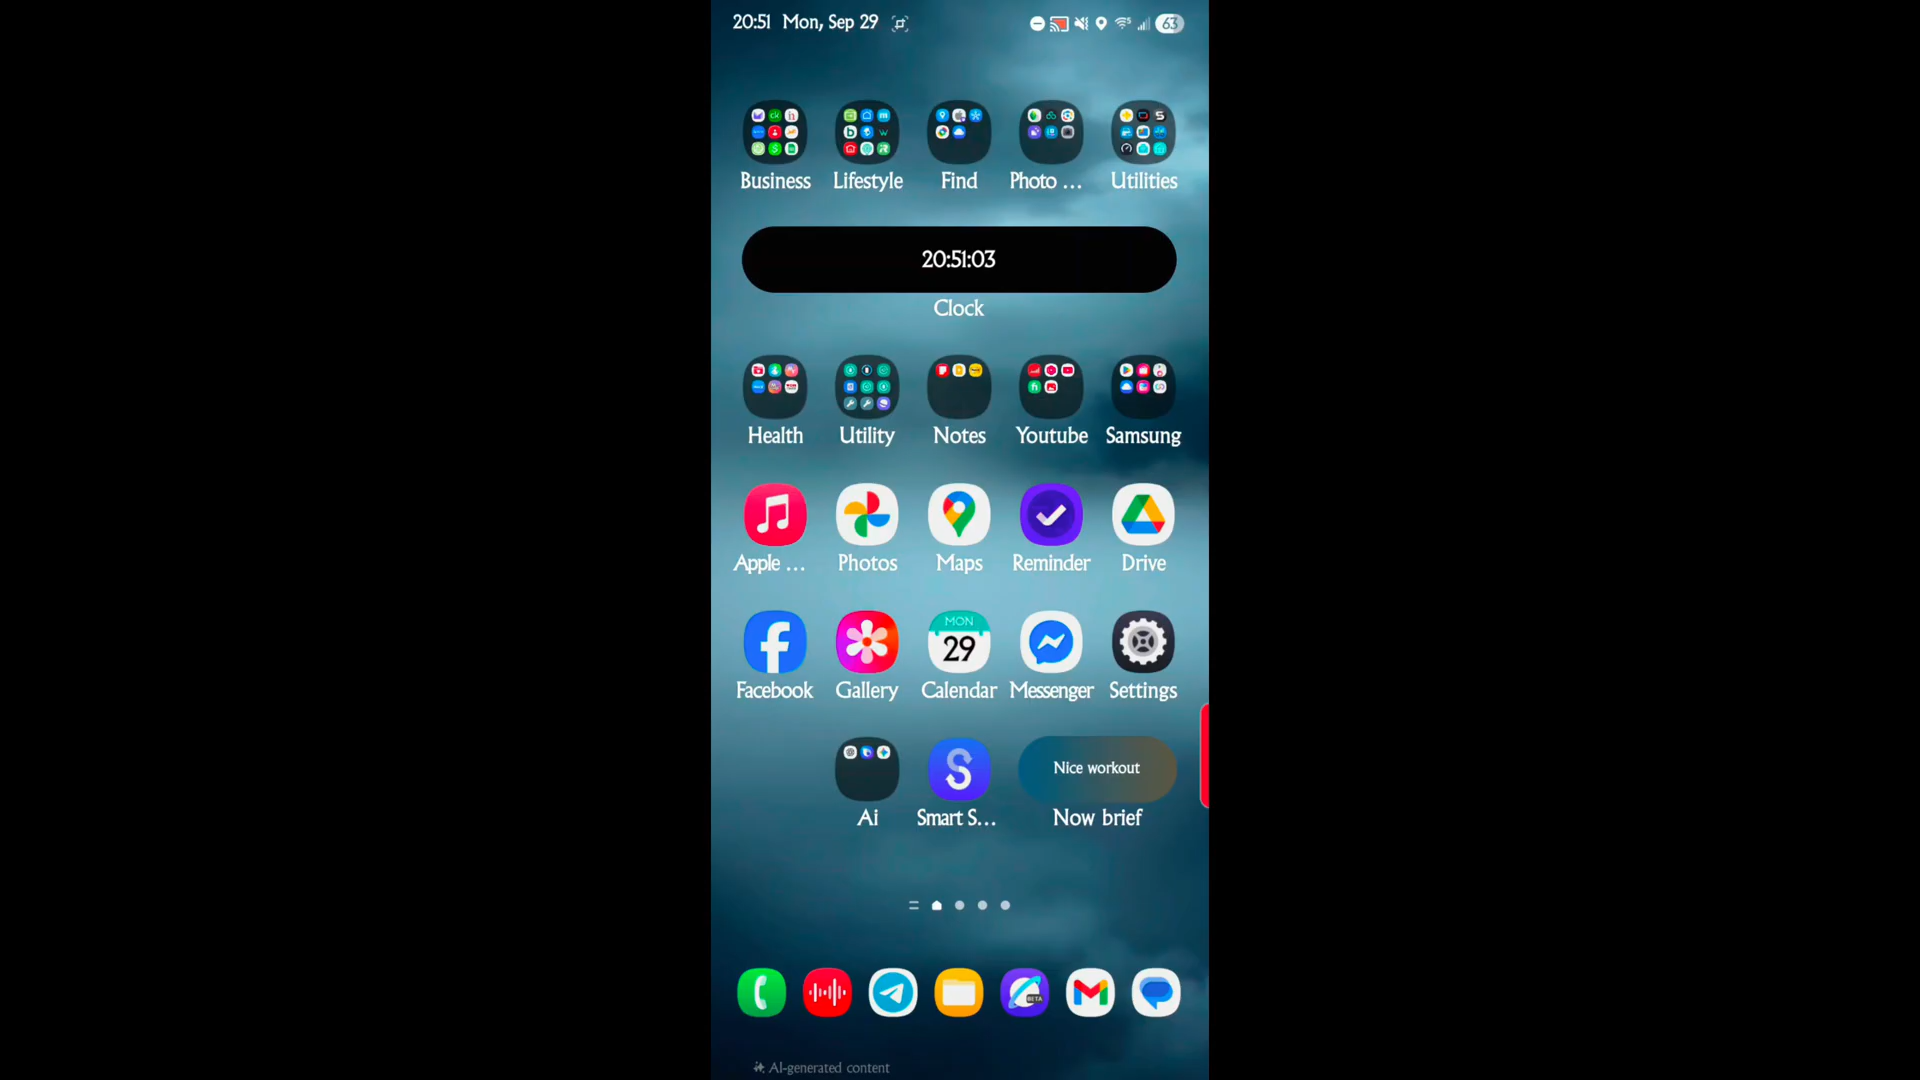 20:51 Mon, Sep 29
63
Business Lifestyle Find Photo ... Utilities
20:51:03
Clock
Health Utility Notes Youtube Samsung
Apple ... Photos Maps Reminder Drive
MON
29
Facebook Gallery Calendar Messenger Settings
Nice workout
Ai Smart S... Now brief
BETA
AI-generated content